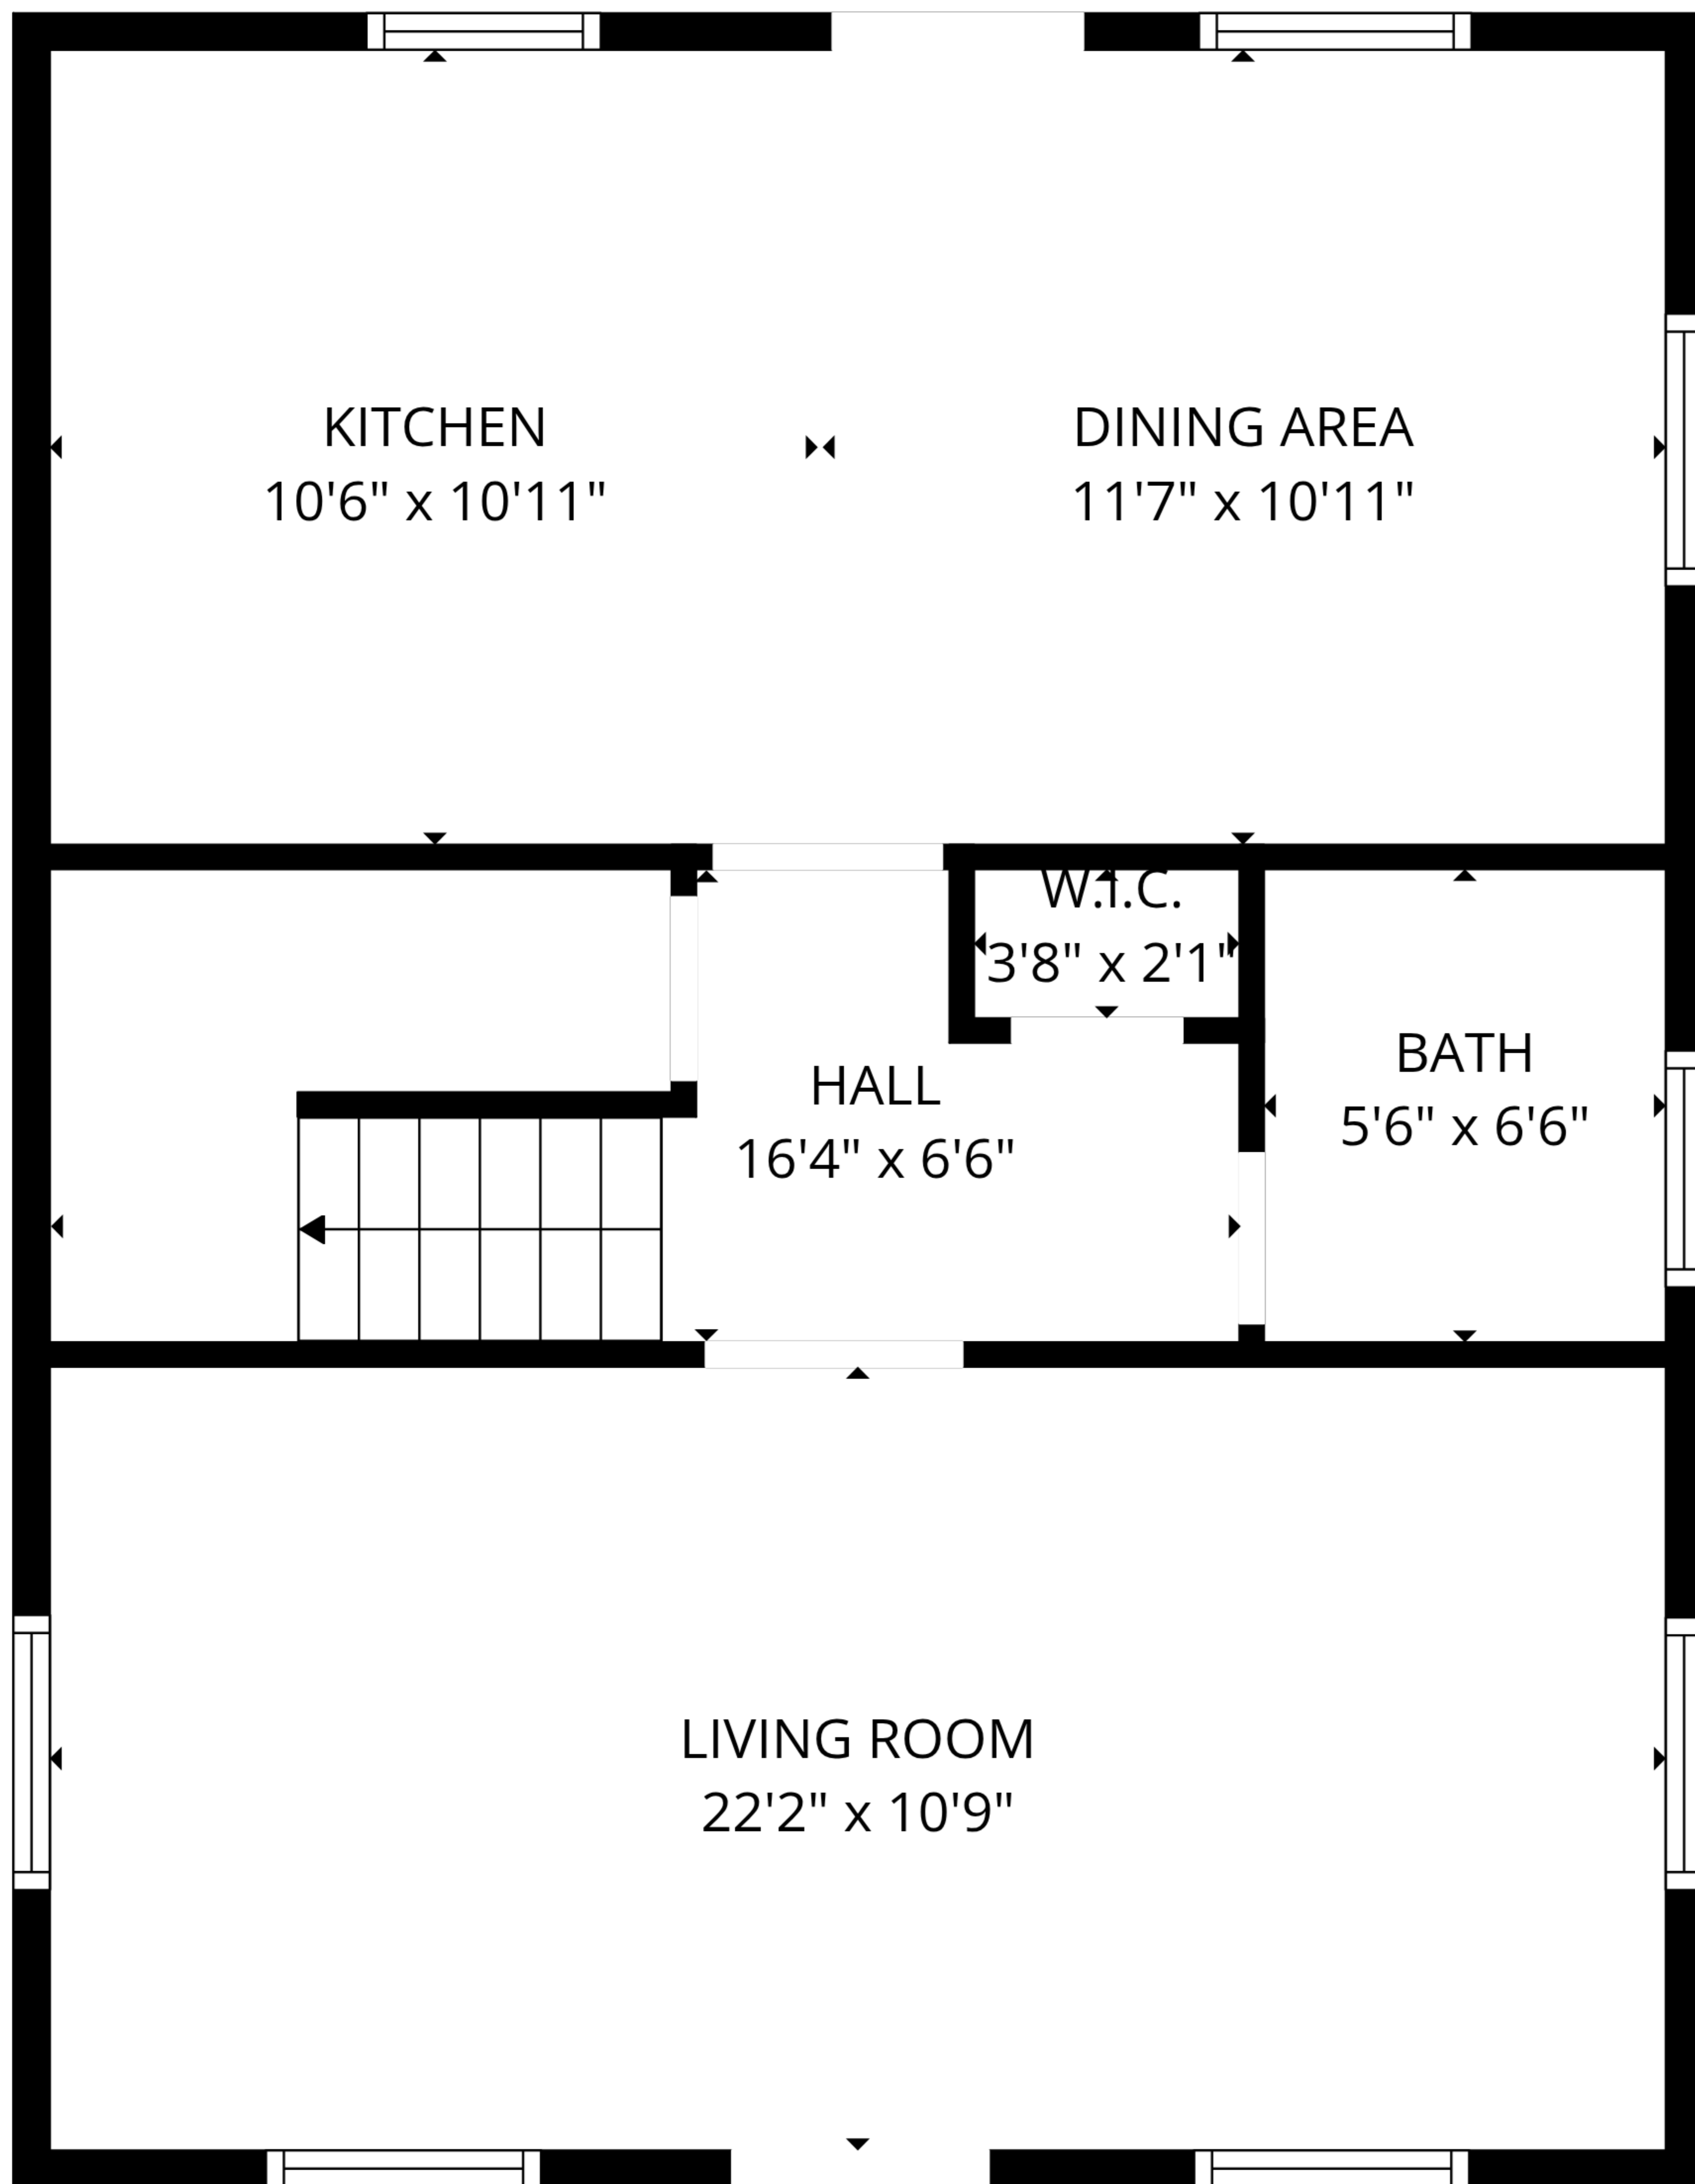 KITCHEN
10'6" x 10'11"
DINING AREA
11'7" x 10'11"
W.I.C.
3'8" x 2'1"
HALL
16'4" x 6'6"
BATH
5'6" x 6'6"
LIVING ROOM
22'2" x 10'9"